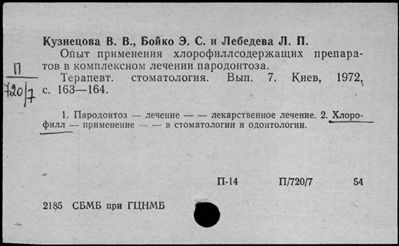 Кузнецова В. В., Бойко Э. С. и Лебедева Л. П.
Опыт применения хлорофиллсодержащих препара-
тов в комплексном лечении пародонтоза.
Терапевт. стоматология. Вып. 7. Киев, 1972,
с. 163—164.
П
720/7
1. Пародонтоз — лечение — — лекарственное лечение. 2. Хлоро-
филл — применение — — в стоматологии и одонтологии.
П-14 П/720/7 54
2185 СБМБ при ГЦНМБ